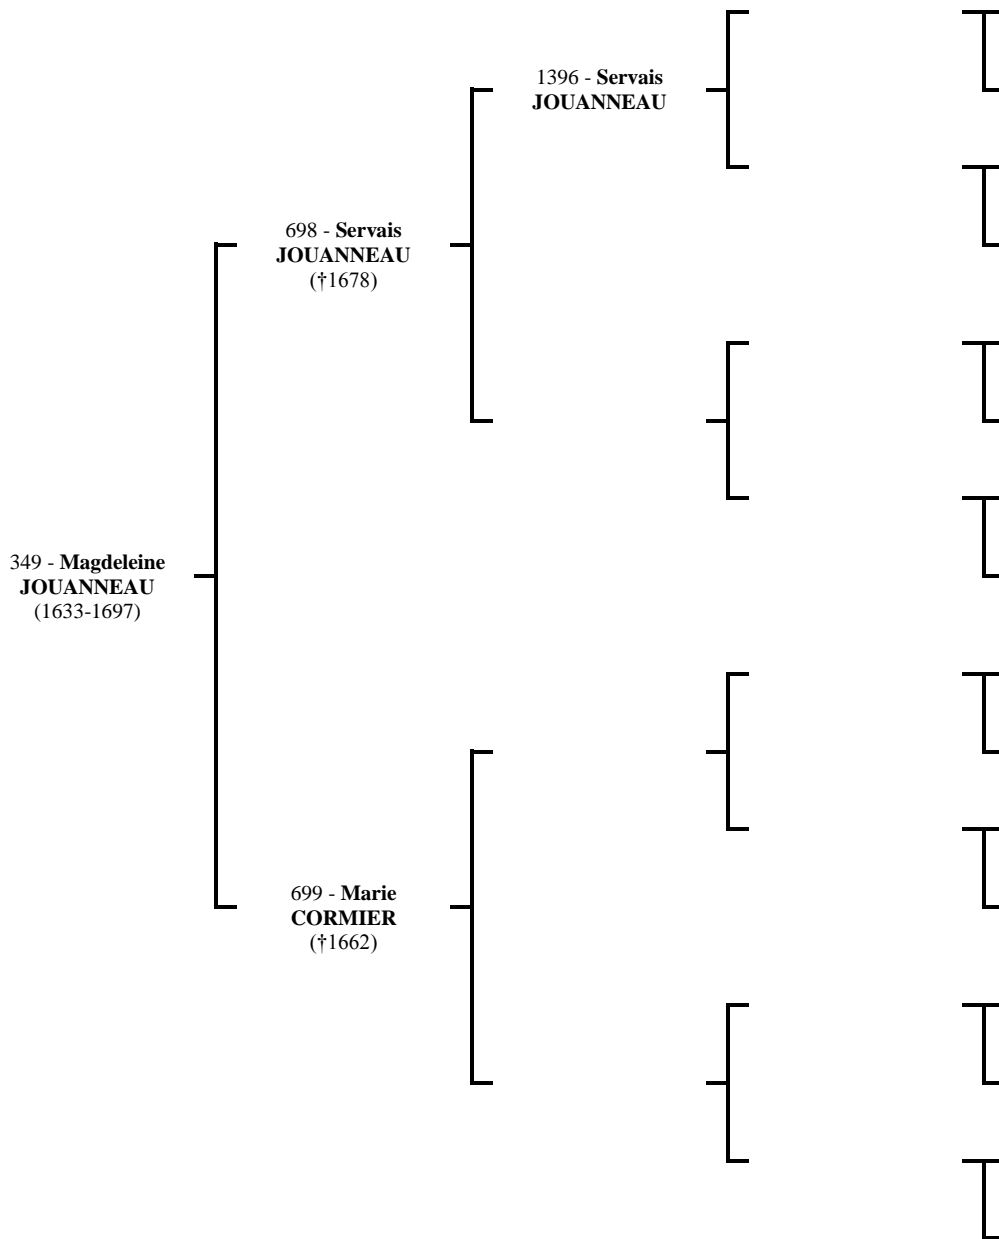 1396 - Servais
JOUANNEAU
698 - Servais
JOUANNEAU
(†1678)
349 - Magdeleine
JOUANNEAU
(1633-1697)
699 - Marie
CORMIER
(†1662)